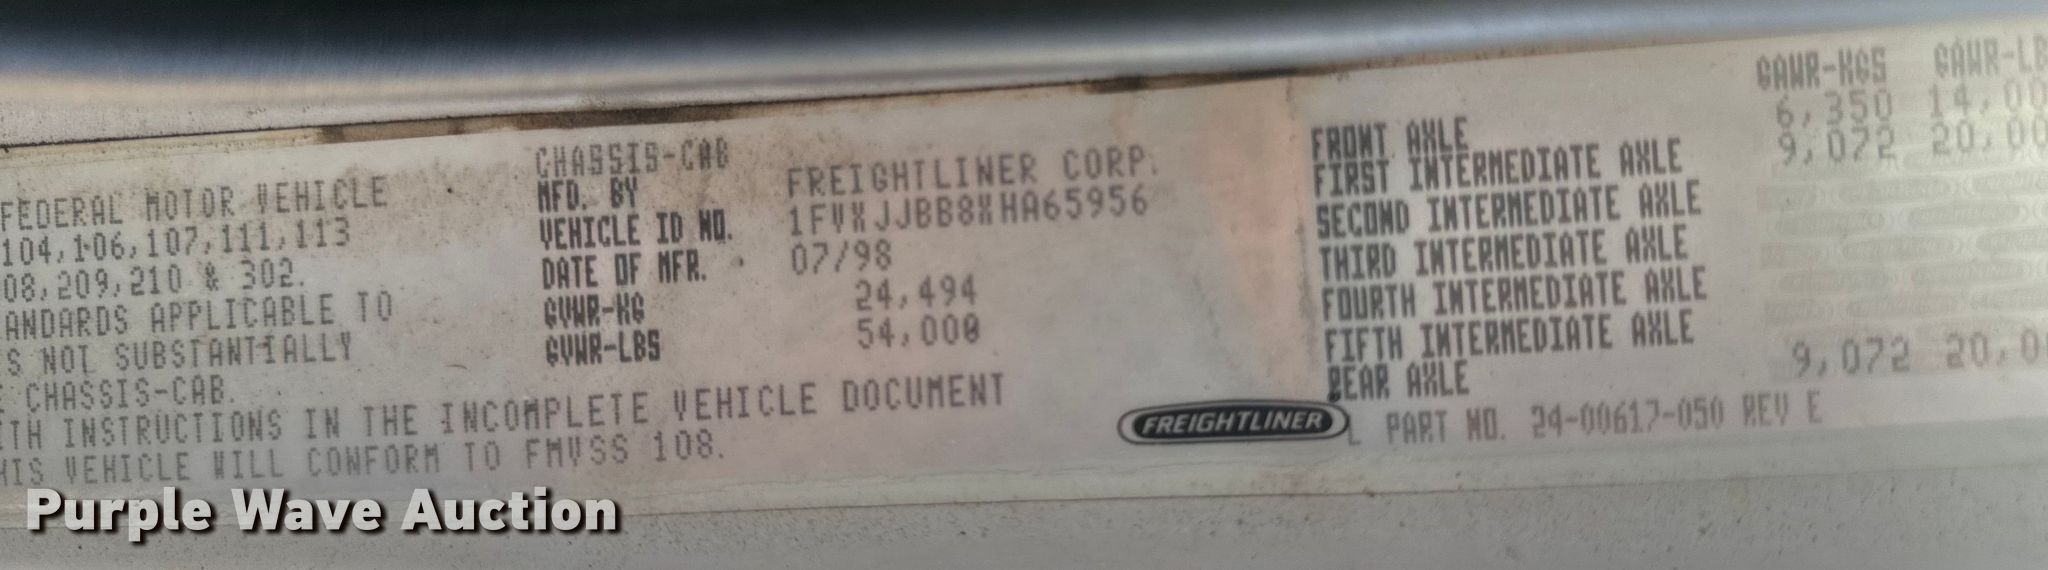 FEDERAL MOTOR VEHICLE
104,106,107,111,113
08,209,210 & 302.
ANDARDS APPLICABLE TO
S NOT SUBSTANTIALLY
E CHASSIS-CAB.
ITH INSTRUCTIONS IN THE INCOMPLETE VEHICLE DOCUMENT
HIS VEHICLE WILL CONFORM TO FMVSS 108.
CHASSIS-CAB
MFD. BY FREIGHTLINER CORP.
VEHICLE ID NO. 1FVXJJBB8XHA65956
DATE OF MFR. 07/98
GVWR-KG 24,494
GVWR-LBS 54,000
GAWR-KGS GAWR-LB
FRONT AXLE 6,350 14,00
FIRST INTERMEDIATE AXLE 9,072 20,00
SECOND INTERMEDIATE AXLE
THIRD INTERMEDIATE AXLE
FOURTH INTERMEDIATE AXLE
FIFTH INTERMEDIATE AXLE
REAR AXLE 9,072 20,0
FREIGHTLINER
L PART NO. 24-00617-050 REV E
Purple Wave Auction